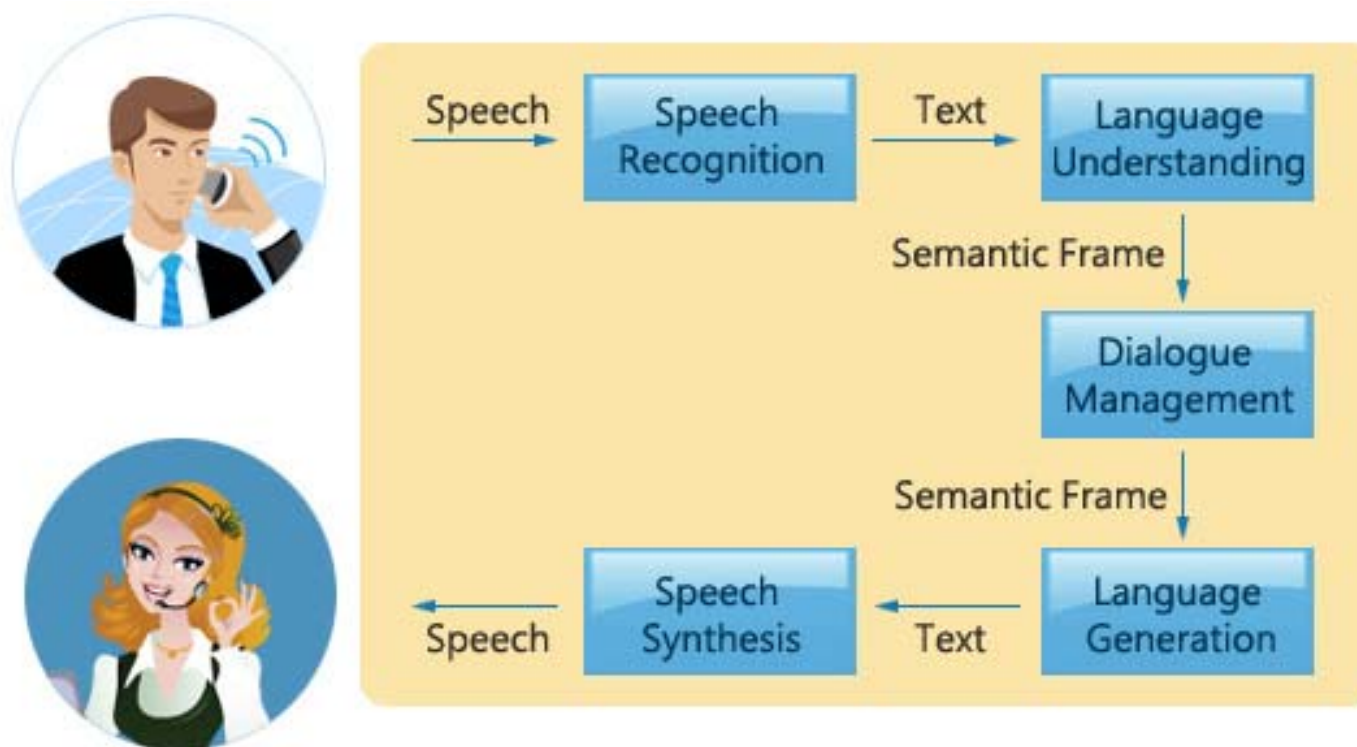 Speech
Speech
Recognition
Text
Language
Understanding
Semantic Frame
Dialogue
Management
Semantic Frame
Language
Generation
Text
Speech
Synthesis
Speech